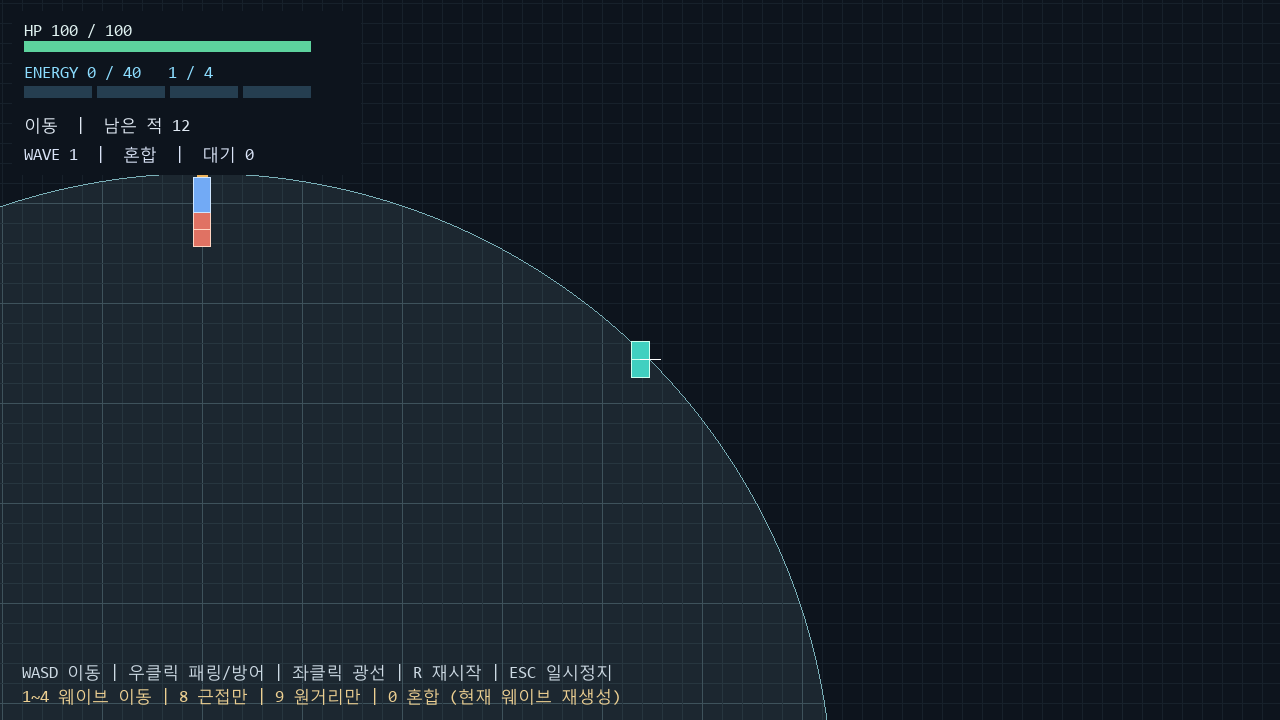 HP 100 / 100
ENERGY 0 / 40 1 / 4
이동 | 남은 적 12
WAVE 1 | 혼합 | 대기 0
WASD 이동 | 우클릭 패링/방어 | 좌클릭 광선 | R 재시작 | ESC 일시정지
1~4 웨이브 이동 | 8 근접만 | 9 원거리만 | 0 혼합 (현재 웨이브 재생성)